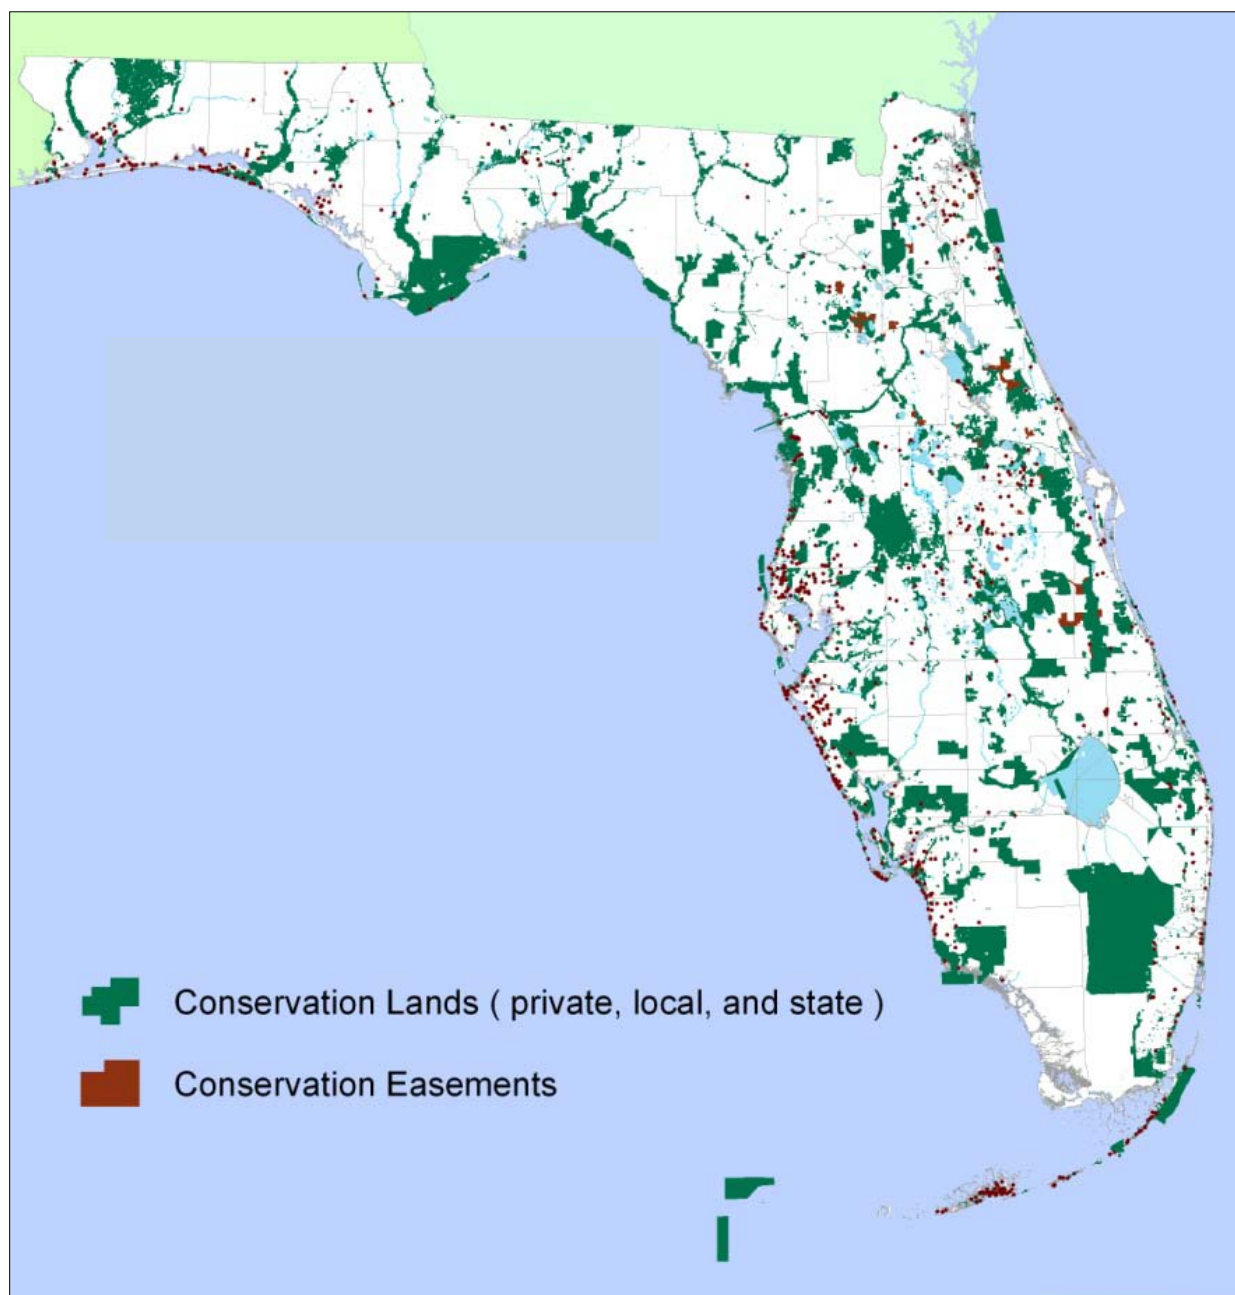 Conservation Lands ( private, local, and state )
Conservation Easements